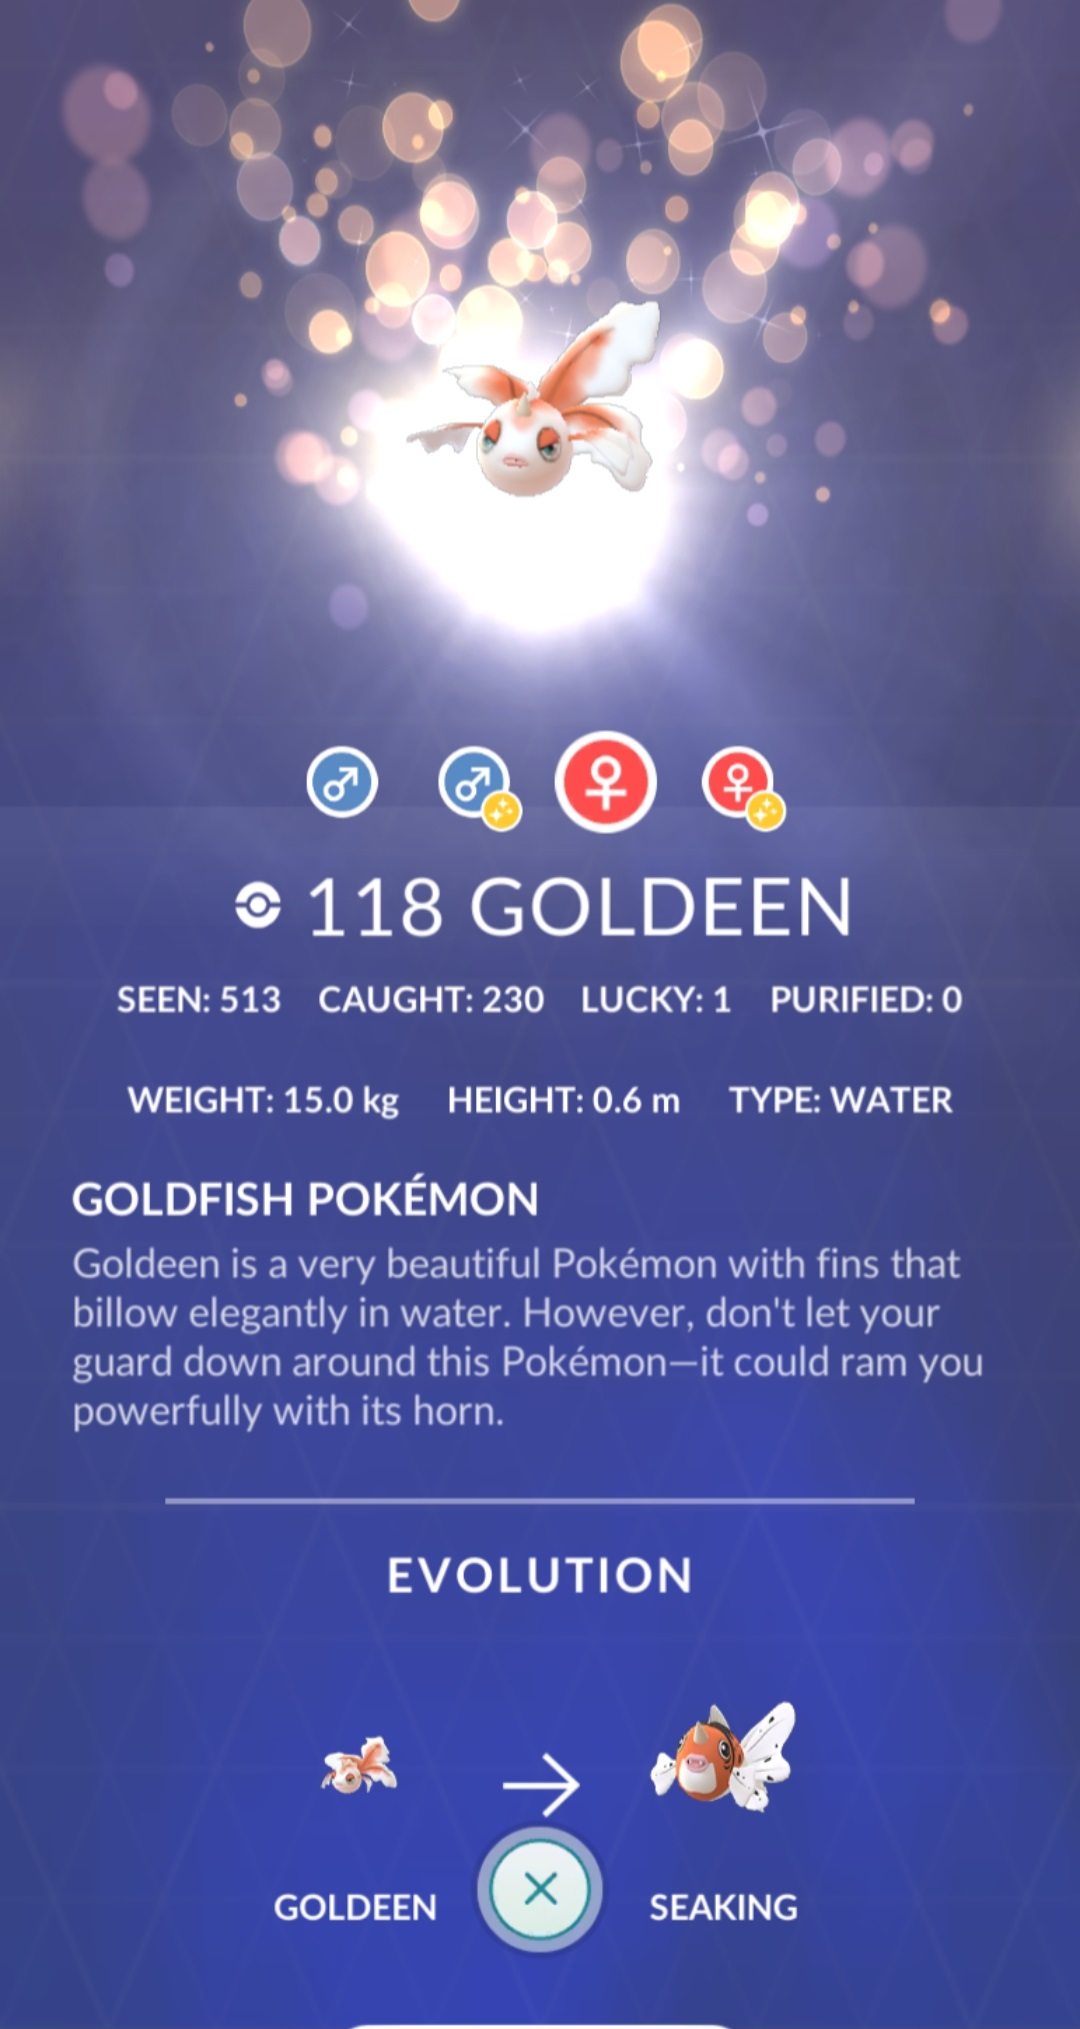 118 GOLDEEN
SEEN: 513 CAUGHT: 230 LUCKY: 1 PURIFIED: 0
WEIGHT: 15.0 kg HEIGHT: 0.6 m TYPE: WATER
GOLDFISH POKÉMON
Goldeen is a very beautiful Pokémon with fins that
billow elegantly in water. However, don't let your
guard down around this Pokémon—it could ram you
powerfully with its horn.
EVOLUTION
GOLDEEN SEAKING